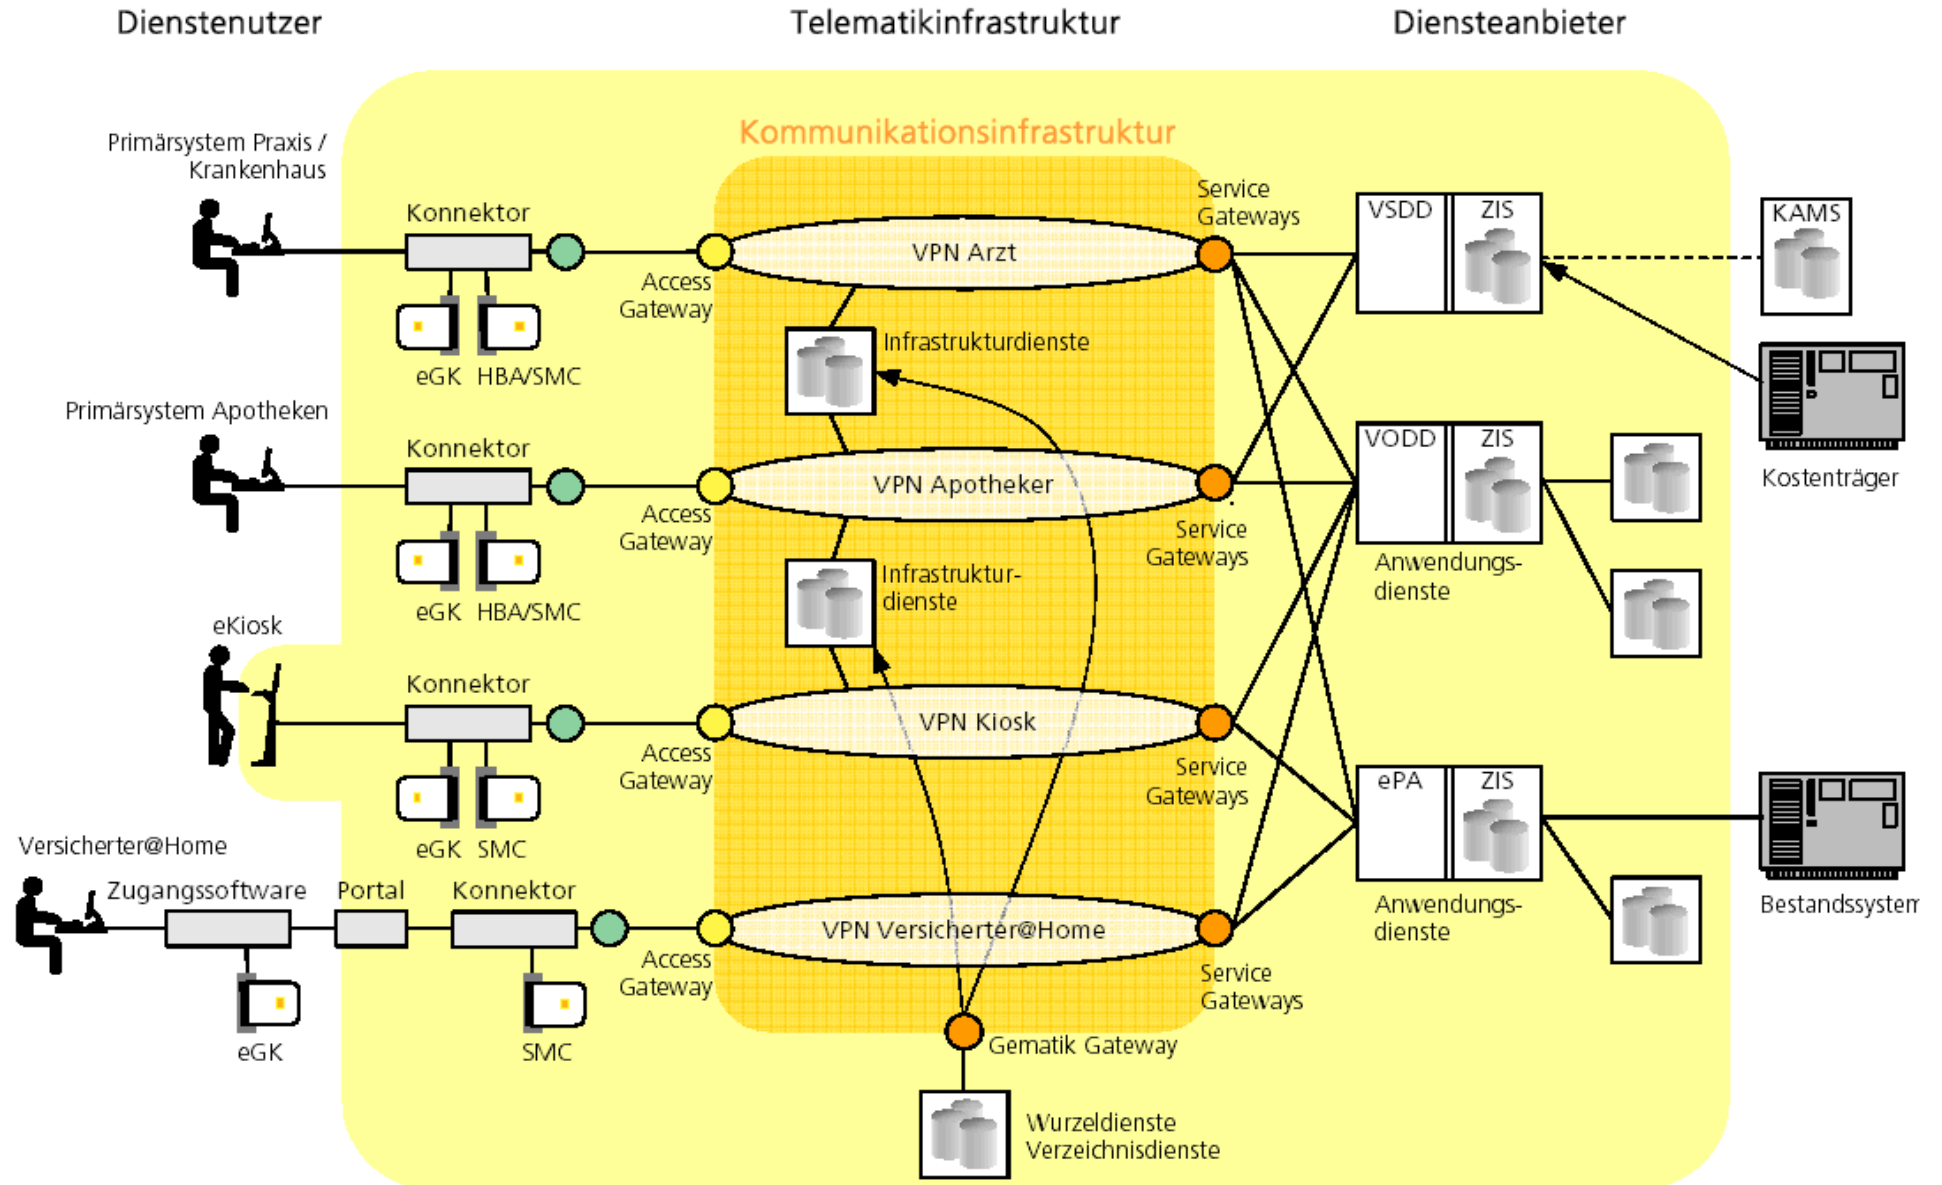 Dienstenutzer
Telematikinfrastruktur
Diensteanbieter
Kommunikationsinfrastruktur
Primärsystem Praxis /
Krankenhaus
Konnektor
eGK
HBA/SMC
Access
Gateway
VPN Arzt
Service
Gateways
VSDD
ZIS
KAMS
Infrastrukturdienste
Kostenträger
Primärsystem Apotheken
Konnektor
eGK
HBA/SMC
Access
Gateway
VPN Apotheker
Service
Gateways
VODD
ZIS
Anwendungs-
dienste
Infrastruktur-
dienste
eKiosk
Konnektor
eGK
SMC
Access
Gateway
VPN Kiosk
Service
Gateways
ePA
ZIS
Anwendungs-
dienste
Bestandssystem
Versicherter@Home
Zugangssoftware
Portal
Konnektor
eGK
SMC
Access
Gateway
VPN Versicherter@Home
Service
Gateways
Gematik Gateway
Wurzeldienste
Verzeichnisdienste